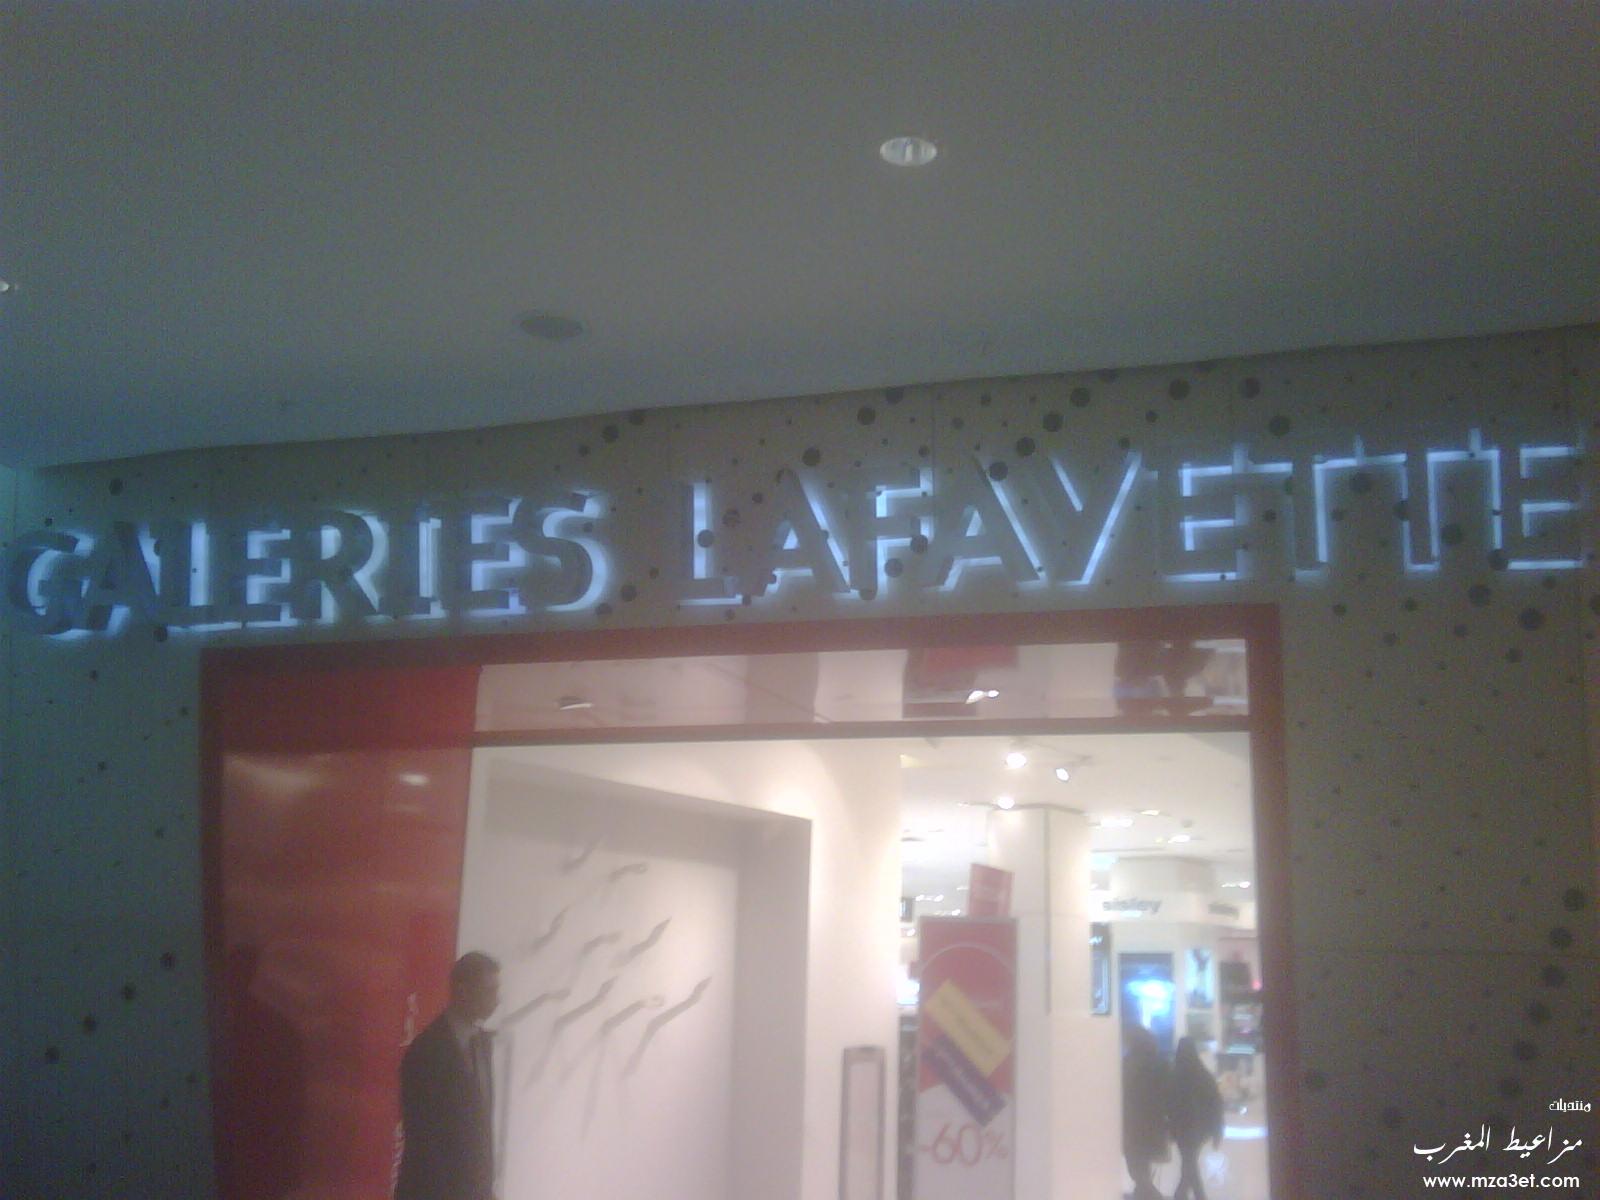 GALERIES LAFAYETTE
sisley
-60%
منتديات
مزاعيط المغرب
www.mza3et.com